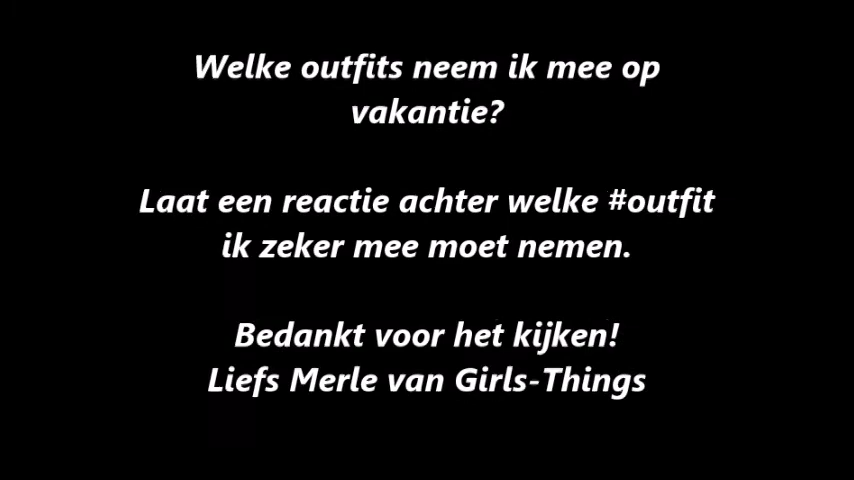 Welke outfits neem ik mee op
vakantie?
Laat een reactie achter welke #outfit
ik zeker mee moet nemen.
Bedankt voor het kijken!
Liefs Merle van Girls-Things